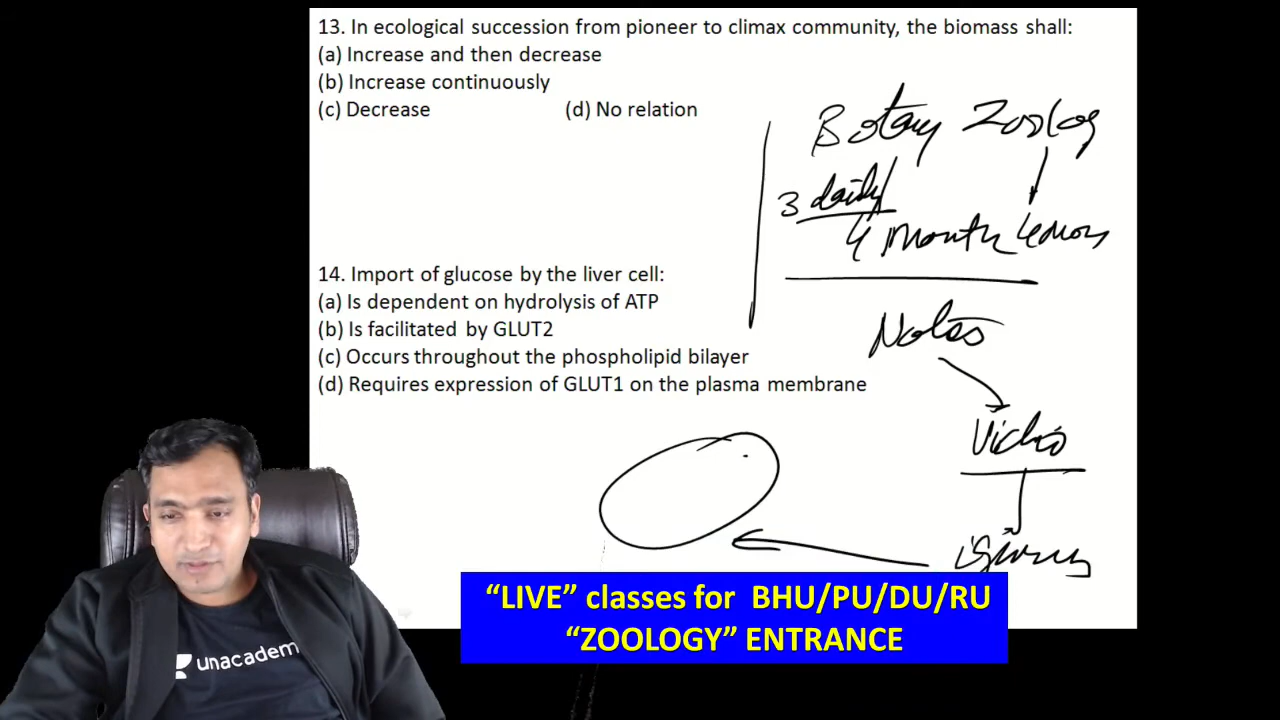 13. In ecological succession from pioneer to climax community, the biomass shall:
(a) Increase and then decrease
(b) Increase continuously
(c) Decrease (d) No relation
Botany Zoolog
3 daily
4 month 4 mon
Notes
14. Import of glucose by the liver cell:
(a) Is dependent on hydrolysis of ATP
(b) Is facilitated by GLUT2
(c) Occurs throughout the phospholipid bilayer
(d) Requires expression of GLUT1 on the plasma membrane
unacadem
“LIVE” classes for BHU/PU/DU/RU
“ZOOLOGY” ENTRANCE